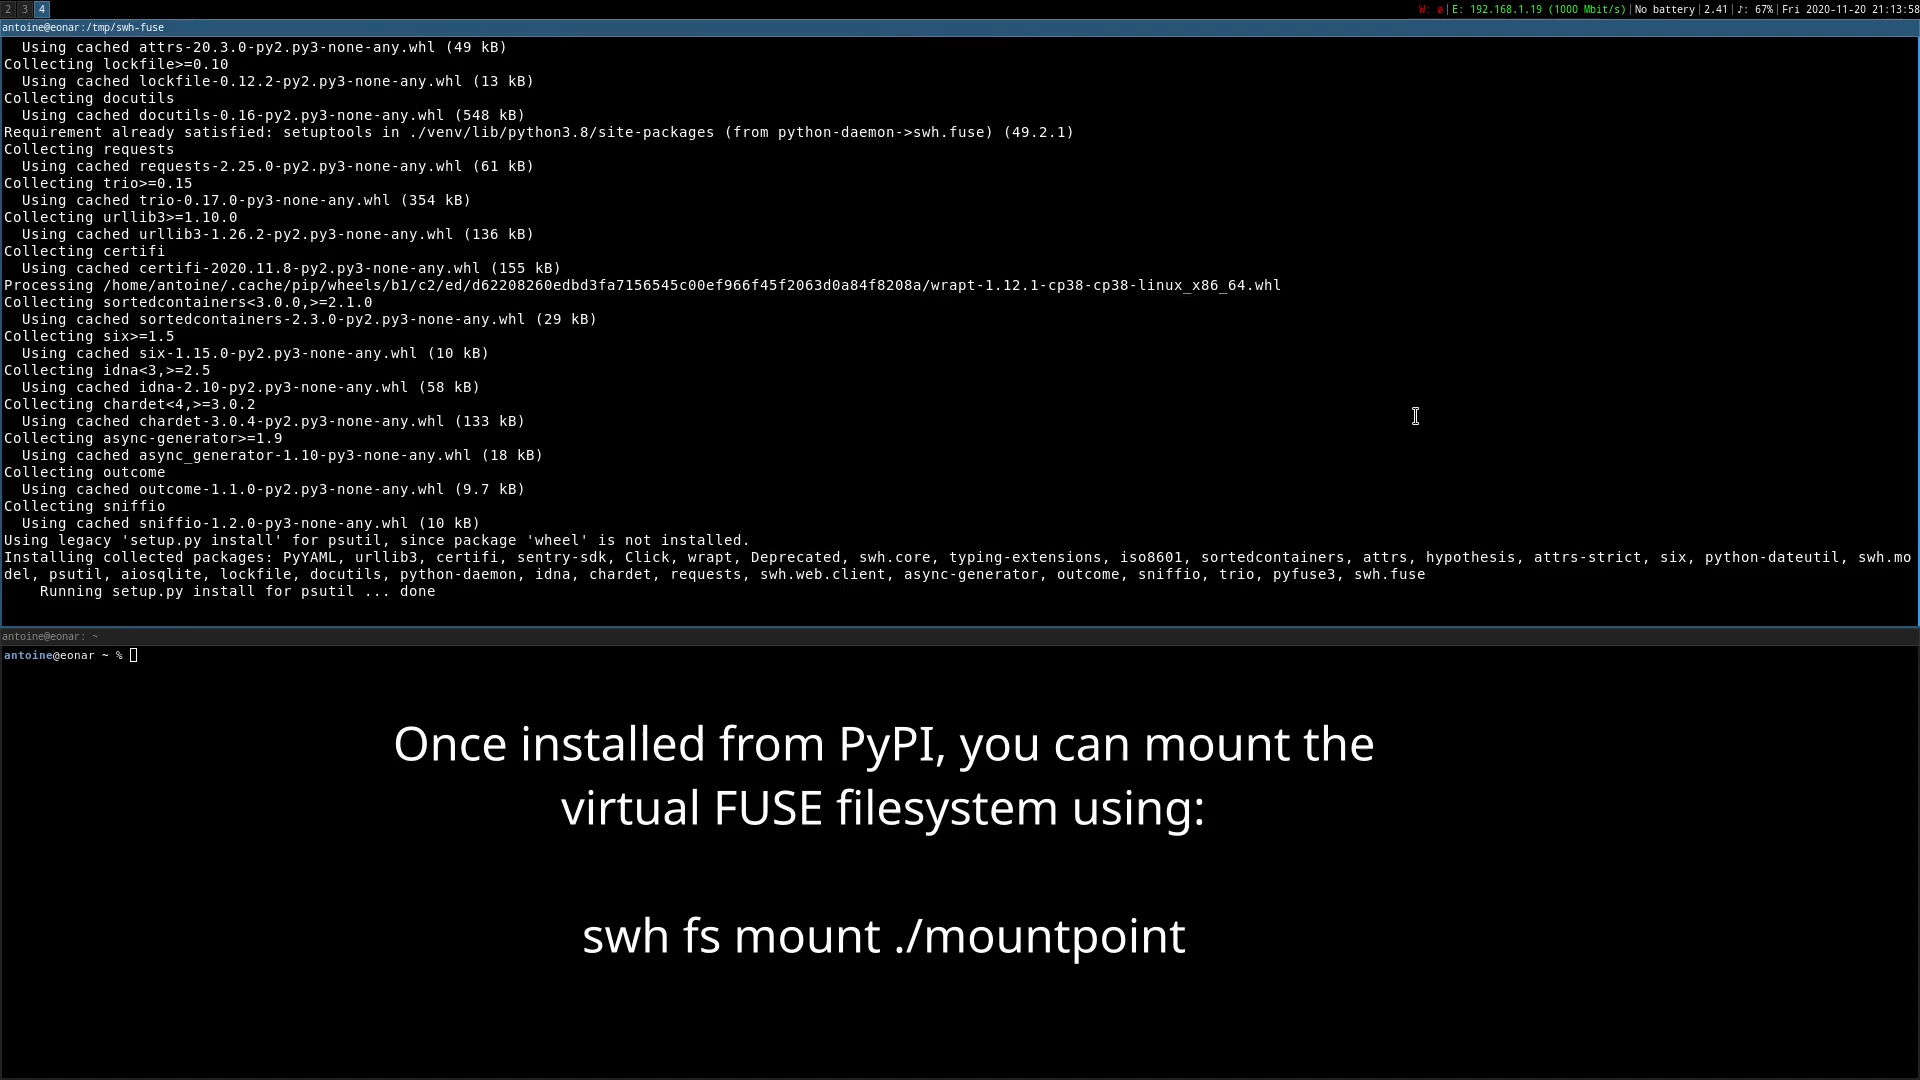 2 3 4 W: ø|E: 192.168.1.19 (1000 Mbit/s)|No battery|2.41|♪: 67%|Fri 2020-11-20 21:13:58
antoine@eonar:/tmp/swh-fuse
Using cached attrs-20.3.0-py2.py3-none-any.whl (49 kB)
Collecting lockfile>=0.10
Using cached lockfile-0.12.2-py2.py3-none-any.whl (13 kB)
Collecting docutils
Using cached docutils-0.16-py2.py3-none-any.whl (548 kB)
Requirement already satisfied: setuptools in ./venv/lib/python3.8/site-packages (from python-daemon->swh.fuse) (49.2.1)
Collecting requests
Using cached requests-2.25.0-py2.py3-none-any.whl (61 kB)
Collecting trio>=0.15
Using cached trio-0.17.0-py3-none-any.whl (354 kB)
Collecting urllib3>=1.10.0
Using cached urllib3-1.26.2-py2.py3-none-any.whl (136 kB)
Collecting certifi
Using cached certifi-2020.11.8-py2.py3-none-any.whl (155 kB)
Processing /home/antoine/.cache/pip/wheels/b1/c2/ed/d62208260edbd3fa7156545c00ef966f45f2063d0a84f8208a/wrapt-1.12.1-cp38-cp38-linux_x86_64.whl
Collecting sortedcontainers<3.0.0,>=2.1.0
Using cached sortedcontainers-2.3.0-py2.py3-none-any.whl (29 kB)
Collecting six>=1.5
Using cached six-1.15.0-py2.py3-none-any.whl (10 kB)
Collecting idna<3,>=2.5
Using cached idna-2.10-py2.py3-none-any.whl (58 kB)
Collecting chardet<4,>=3.0.2
Using cached chardet-3.0.4-py2.py3-none-any.whl (133 kB)
Collecting async-generator>=1.9
Using cached async_generator-1.10-py3-none-any.whl (18 kB)
Collecting outcome
Using cached outcome-1.1.0-py2.py3-none-any.whl (9.7 kB)
Collecting sniffio
Using cached sniffio-1.2.0-py3-none-any.whl (10 kB)
Using legacy 'setup.py install' for psutil, since package 'wheel' is not installed.
Installing collected packages: PyYAML, urllib3, certifi, sentry-sdk, Click, wrapt, Deprecated, swh.core, typing-extensions, iso8601, sortedcontainers, attrs, hypothesis, attrs-strict, six, python-dateutil, swh.mo
del, psutil, aiosqlite, lockfile, docutils, python-daemon, idna, chardet, requests, swh.web.client, async-generator, outcome, sniffio, trio, pyfuse3, swh.fuse
Running setup.py install for psutil ... done
antoine@eonar: ~
antoine@eonar ~ %
Once installed from PyPI, you can mount the
virtual FUSE filesystem using:
swh fs mount ./mountpoint